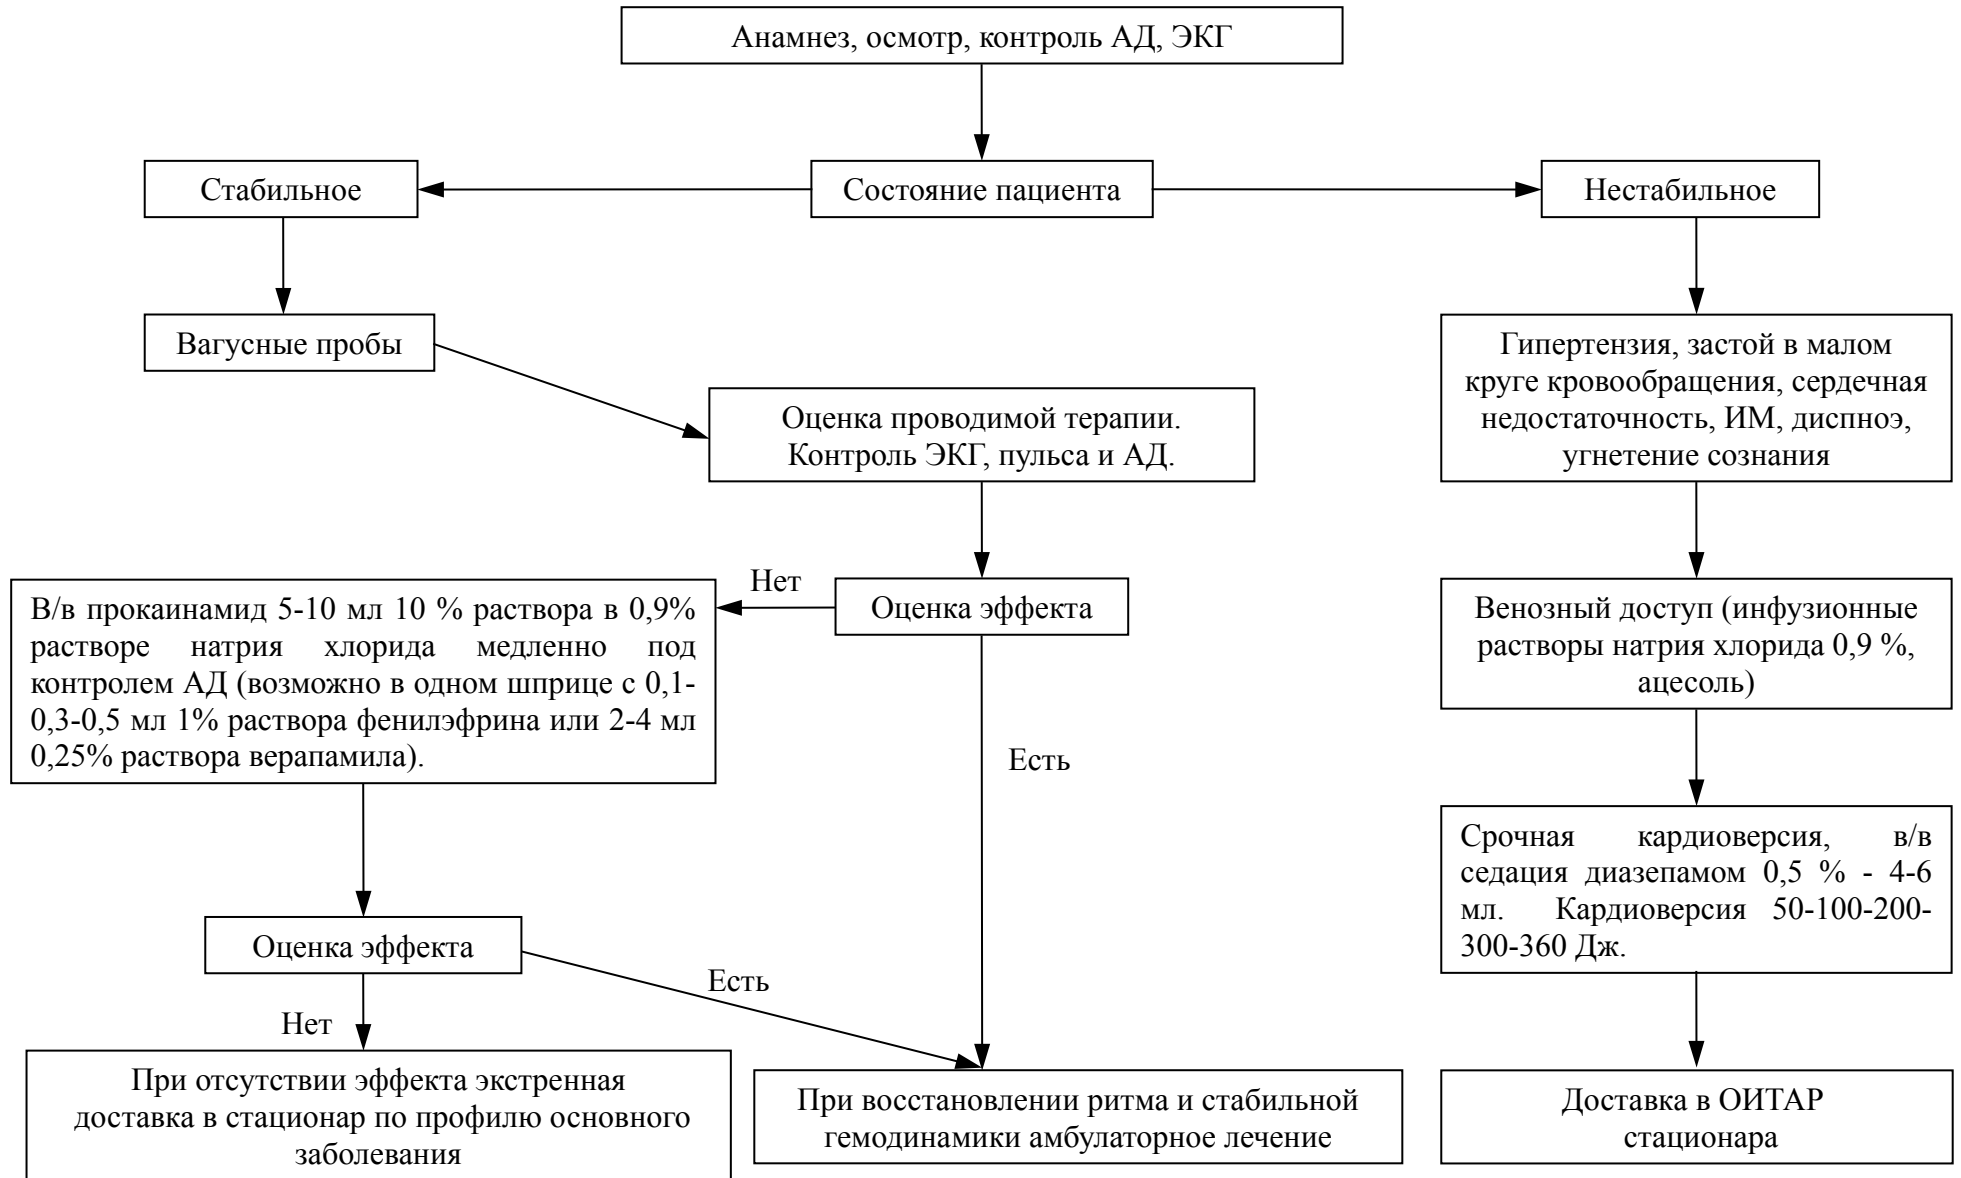 Анамнез, осмотр, контроль АД, ЭКГ
Стабильное
Состояние пациента
Нестабильное
Вагусные пробы
Гипертензия, застой в малом
круге кровообращения, сердечная
недостаточность, ИМ, диспноэ,
угнетение сознания
Оценка проводимой терапии.
Контроль ЭКГ, пульса и АД.
Нет
Оценка эффекта
В/в прокаинамид 5-10 мл 10 % раствора в 0,9%
растворе натрия хлорида медленно под
контролем АД (возможно в одном шприце с 0,1-
0,3-0,5 мл 1% раствора фенилэфрина или 2-4 мл
0,25% раствора верапамила).
Венозный доступ (инфузионные
растворы натрия хлорида 0,9 %,
ацесоль)
Есть
Срочная кардиоверсия, в/в
седация диазепамом 0,5 % - 4-6
мл. Кардиоверсия 50-100-200-
300-360 Дж.
Оценка эффекта
Есть
Нет
При отсутствии эффекта экстренная
доставка в стационар по профилю основного
заболевания
При восстановлении ритма и стабильной
гемодинамики амбулаторное лечение
Доставка в ОИТАР
стационара